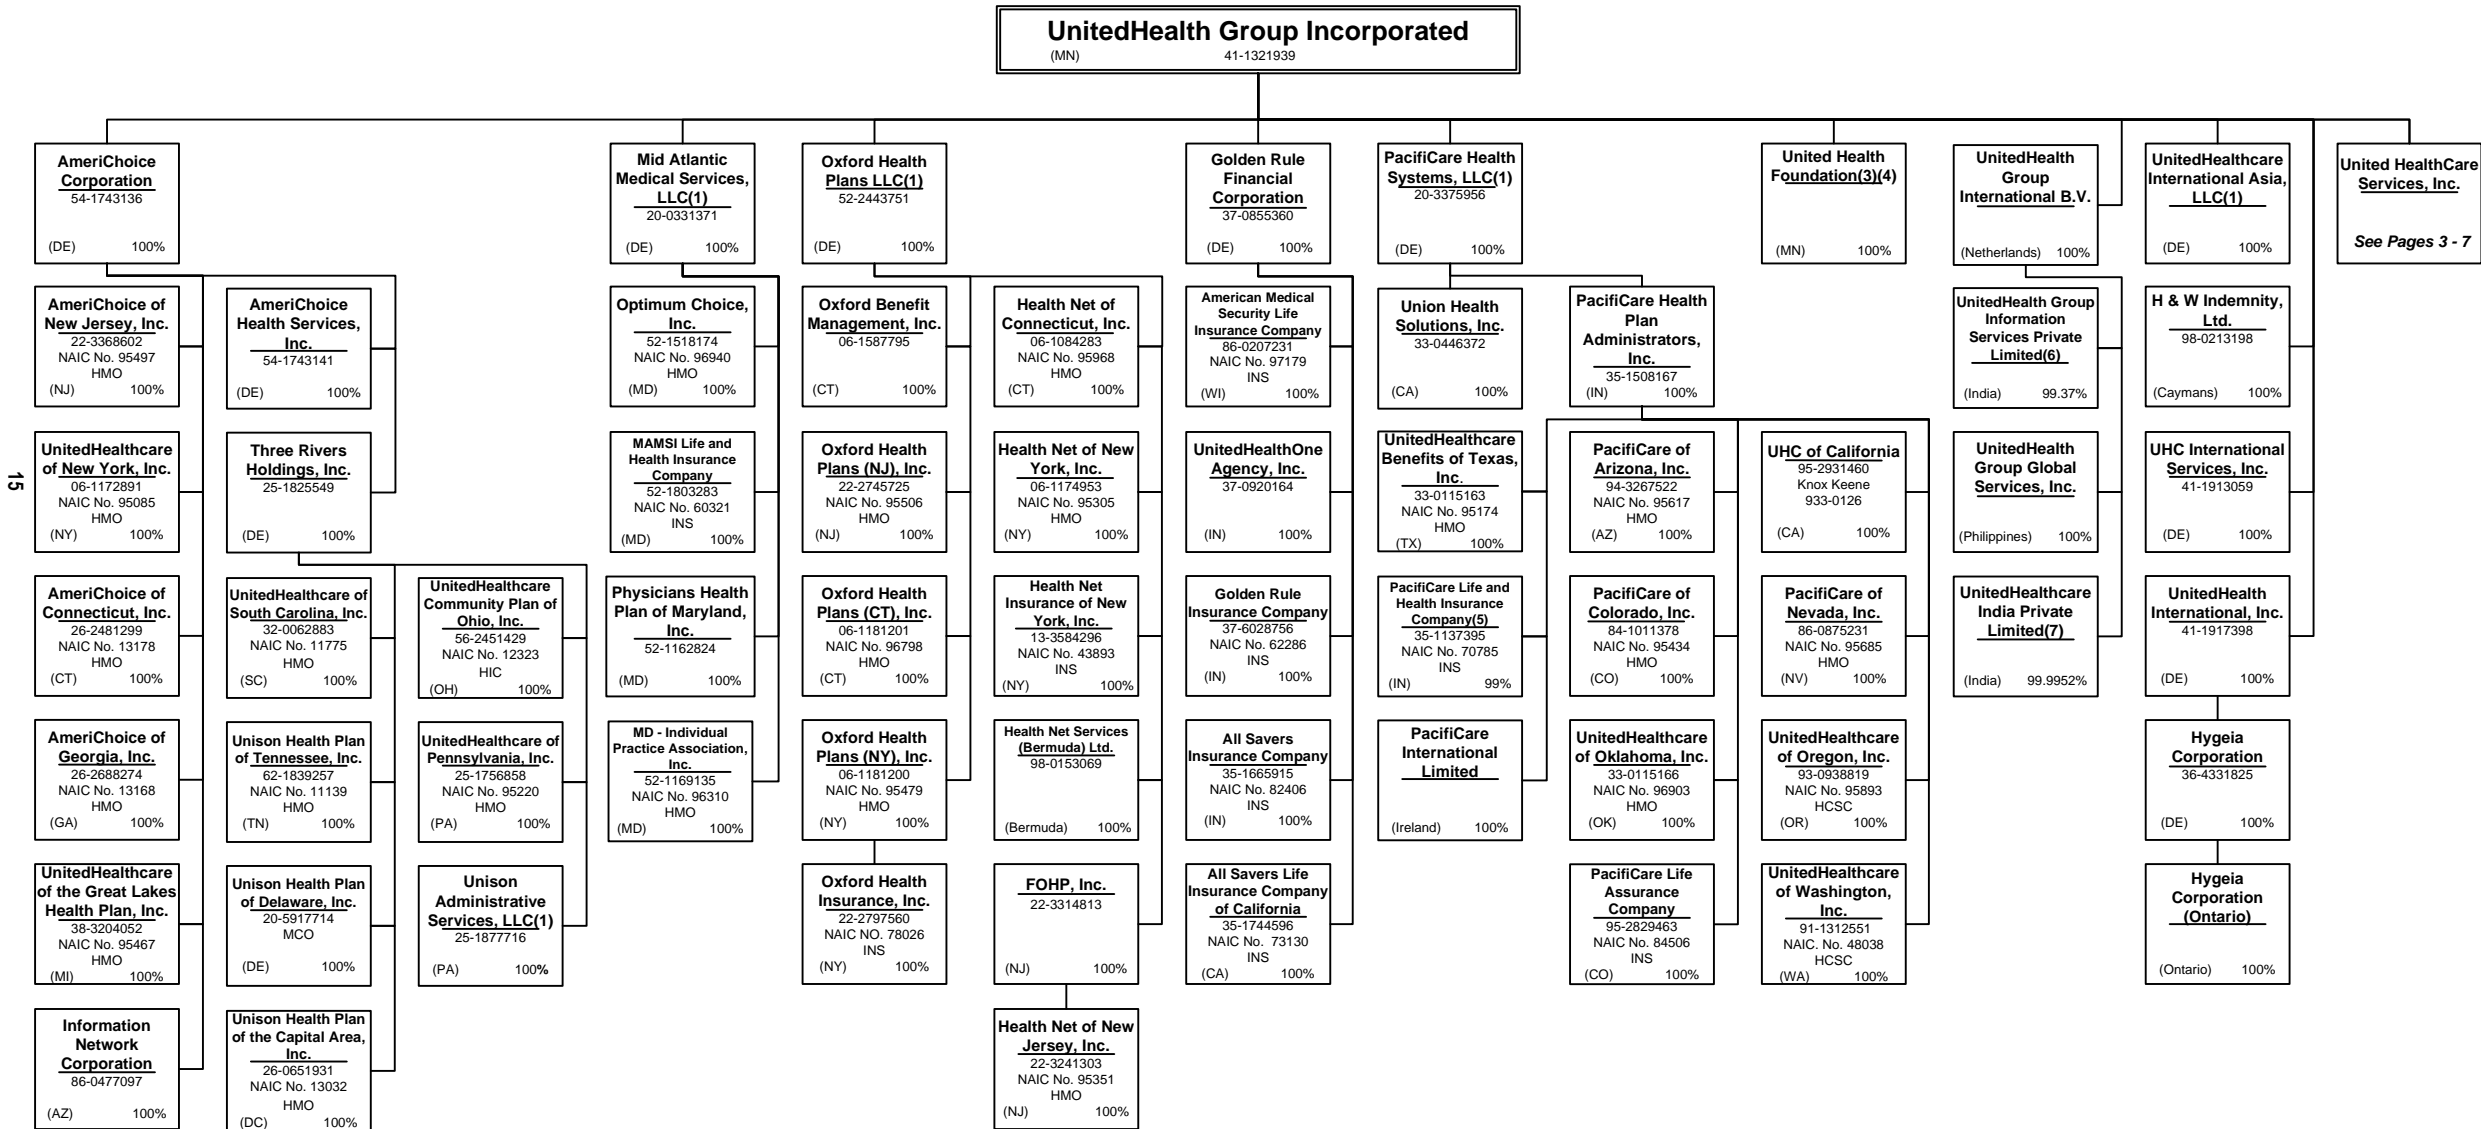 UnitedHealth Group Incorporated
(MN) 41-1321939
AmeriChoice
Corporation
54-1743136
(DE) 100%
Mid Atlantic
Medical Services,
LLC(1)
20-0331371
(DE) 100%
Oxford Health
Plans LLC(1)
52-2443751
(DE) 100%
Golden Rule
Financial
Corporation
37-0855360
(DE) 100%
PacifiCare Health
Systems, LLC(1)
20-3375956
(DE) 100%
United Health
Foundation(3)(4)
(MN) 100%
UnitedHealth
Group
International B.V.
(Netherlands) 100%
UnitedHealthcare
International Asia,
LLC(1)
(DE) 100%
United HealthCare
Services, Inc.
See Pages 3 - 7
AmeriChoice of
New Jersey, Inc.
22-3368602
NAIC No. 95497
HMO
(NJ) 100%
AmeriChoice
Health Services,
Inc.
54-1743141
(DE) 100%
Optimum Choice,
Inc.
52-1518174
NAIC No. 96940
HMO
(MD) 100%
Oxford Benefit
Management, Inc.
06-1587795
(CT) 100%
Health Net of
Connecticut, Inc.
06-1084283
NAIC No. 95968
HMO
(CT) 100%
American Medical
Security Life
Insurance Company
86-0207231
NAIC No. 97179
INS
(WI) 100%
Union Health
Solutions, Inc.
33-0446372
(CA) 100%
PacifiCare Health
Plan
Administrators,
Inc.
35-1508167
(IN) 100%
UnitedHealth Group
Information
Services Private
Limited(6)
(India) 99.37%
H & W Indemnity,
Ltd.
98-0213198
(Caymans) 100%
UnitedHealthcare
of New York, Inc.
06-1172891
NAIC No. 95085
HMO
(NY) 100%
Three Rivers
Holdings, Inc.
25-1825549
(DE) 100%
MAMSI Life and
Health Insurance
Company
52-1803283
NAIC No. 60321
INS
(MD) 100%
Oxford Health
Plans (NJ), Inc.
22-2745725
NAIC No. 95506
HMO
(NJ) 100%
Health Net of New
York, Inc.
06-1174953
NAIC No. 95305
HMO
(NY) 100%
UnitedHealthOne
Agency, Inc.
37-0920164
(IN) 100%
UnitedHealthcare
Benefits of Texas,
Inc.
33-0115163
NAIC No. 95174
HMO
(TX) 100%
PacifiCare of
Arizona, Inc.
94-3267522
NAIC No. 95617
HMO
(AZ) 100%
UHC of California
95-2931460
Knox Keene
933-0126
(CA) 100%
UnitedHealth
Group Global
Services, Inc.
(Philippines) 100%
UHC International
Services, Inc.
41-1913059
(DE) 100%
15
AmeriChoice of
Connecticut, Inc.
26-2481299
NAIC No. 13178
HMO
(CT) 100%
UnitedHealthcare of
South Carolina, Inc.
32-0062883
NAIC No. 11775
HMO
(SC) 100%
UnitedHealthcare
Community Plan of
Ohio, Inc.
56-2451429
NAIC No. 12323
HIC
(OH) 100%
Physicians Health
Plan of Maryland,
Inc.
52-1162824
(MD) 100%
Oxford Health
Plans (CT), Inc.
06-1181201
NAIC No. 96798
HMO
(CT) 100%
Health Net
Insurance of New
York, Inc.
13-3584296
NAIC No. 43893
INS
(NY) 100%
Golden Rule
Insurance Company
37-6028756
NAIC No. 62286
INS
(IN) 100%
PacifiCare Life and
Health Insurance
Company(5)
35-1137395
NAIC No. 70785
INS
(IN) 99%
PacifiCare of
Colorado, Inc.
84-1011378
NAIC No. 95434
HMO
(CO) 100%
PacifiCare of
Nevada, Inc.
86-0875231
NAIC No. 95685
HMO
(NV) 100%
UnitedHealthcare
India Private
Limited(7)
(India) 99.9952%
UnitedHealth
International, Inc.
41-1917398
(DE) 100%
AmeriChoice of
Georgia, Inc.
26-2688274
NAIC No. 13168
HMO
(GA) 100%
Unison Health Plan
of Tennessee, Inc.
62-1839257
NAIC No. 11139
HMO
(TN) 100%
UnitedHealthcare of
Pennsylvania, Inc.
25-1756858
NAIC No. 95220
HMO
(PA) 100%
MD - Individual
Practice Association,
Inc.
52-1169135
NAIC No. 96310
HMO
(MD) 100%
Oxford Health
Plans (NY), Inc.
06-1181200
NAIC No. 95479
HMO
(NY) 100%
Health Net Services
(Bermuda) Ltd.
98-0153069
(Bermuda) 100%
All Savers
Insurance Company
35-1665915
NAIC No. 82406
INS
(IN) 100%
PacifiCare
International
Limited
(Ireland) 100%
UnitedHealthcare
of Oklahoma, Inc.
33-0115166
NAIC No. 96903
HMO
(OK) 100%
UnitedHealthcare
of Oregon, Inc.
93-0938819
NAIC No. 95893
HCSC
(OR) 100%
Hygeia
Corporation
36-4331825
(DE) 100%
UnitedHealthcare
of the Great Lakes
Health Plan, Inc.
38-3204052
NAIC No. 95467
HMO
(MI) 100%
Unison Health Plan
of Delaware, Inc.
20-5917714
MCO
(DE) 100%
Unison
Administrative
Services, LLC(1)
25-1877716
(PA) 100%
Oxford Health
Insurance, Inc.
22-2797560
NAIC NO. 78026
INS
(NY) 100%
FOHP, Inc.
22-3314813
(NJ) 100%
All Savers Life
Insurance Company
of California
35-1744596
NAIC No. 73130
INS
(CA) 100%
PacifiCare Life
Assurance
Company
95-2829463
NAIC No. 84506
INS
(CO) 100%
UnitedHealthcare
of Washington,
Inc.
91-1312551
NAIC. No. 48038
HCSC
(WA) 100%
Hygeia
Corporation
(Ontario)
(Ontario) 100%
Information
Network
Corporation
86-0477097
(AZ) 100%
Unison Health Plan
of the Capital Area,
Inc.
26-0651931
NAIC No. 13032
HMO
(DC) 100%
Health Net of New
Jersey, Inc.
22-3241303
NAIC No. 95351
HMO
(NJ) 100%